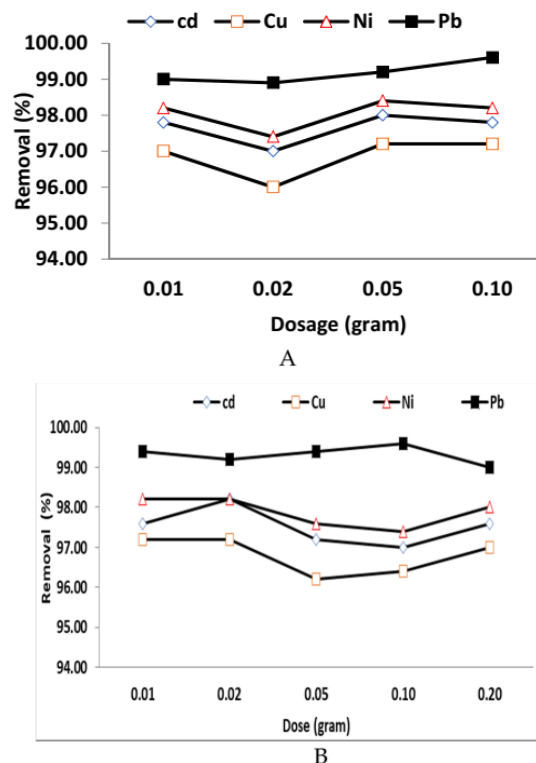 cd Cu Ni Pb
100.00
99.00
98.00
97.00
96.00
95.00
94.00
Removal (%)
0.01 0.02 0.05 0.10
Dosage (gram)
A
cd Cu Ni Pb
100.00
99.00
98.00
97.00
96.00
95.00
94.00
Removal (%)
0.01 0.02 0.05 0.10 0.20
Dose (gram)
B